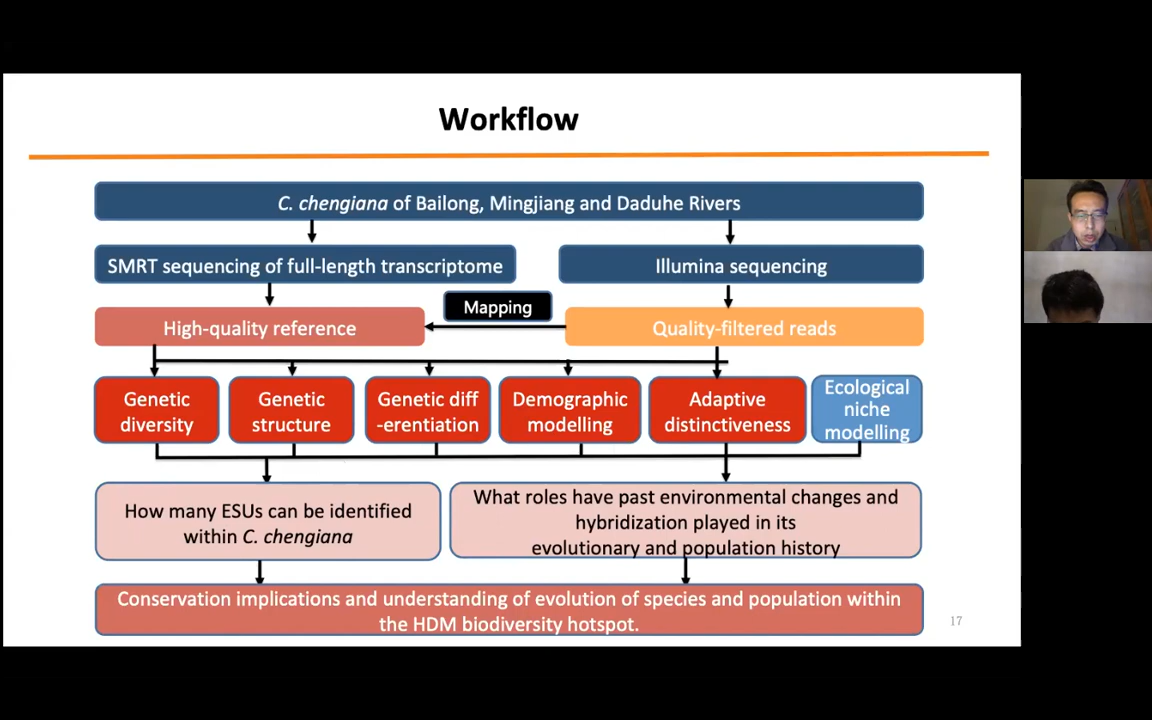 Workflow
C. chengiana of Bailong, Mingjiang and Daduhe Rivers
SMRT sequencing of full-length transcriptome
Illumina sequencing
Mapping
High-quality reference
Quality-filtered reads
Genetic
diversity
Genetic
structure
Genetic diff
-erentiation
Demographic
modelling
Adaptive
distinctiveness
Ecological
niche
modelling
How many ESUs can be identified
within C. chengiana
What roles have past environmental changes and
hybridization played in its
evolutionary and population history
Conservation implications and understanding of evolution of species and population within
the HDM biodiversity hotspot.
17